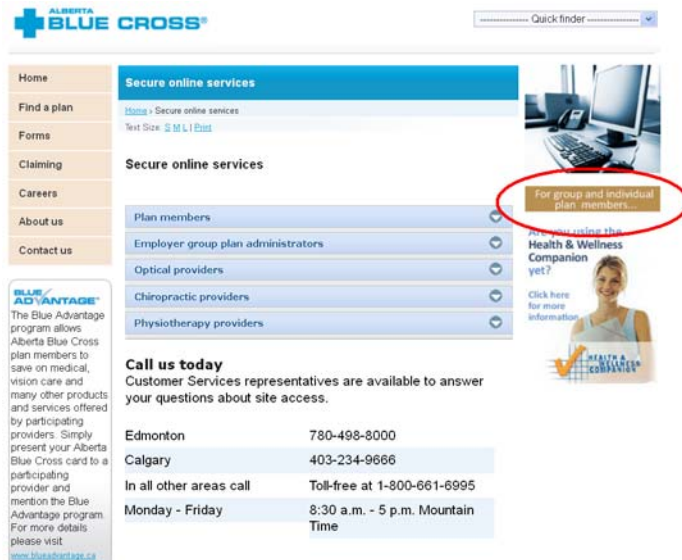 ALBERTA
BLUE CROSS®
--------------- Quick finder ---------------
Home
Find a plan
Forms
Claiming
Careers
About us
Contact us
BLUE
ADVANTAGE™
The Blue Advantage
program allows
Alberta Blue Cross
plan members to
save on medical,
vision care and
many other products
and services offered
by participating
providers. Simply
present your Alberta
Blue Cross card to a
participating
provider and
mention the Blue
Advantage program.
For more details
please visit
www.blueadvantage.ca
Secure online services
Home > Secure online services
Text Size: S M L | Print
Secure online services
Plan members
Employer group plan administrators
Optical providers
Chiropractic providers
Physiotherapy providers
Call us today
Customer Services representatives are available to answer
your questions about site access.
Edmonton 780-498-8000
Calgary 403-234-9666
In all other areas call Toll-free at 1-800-661-6995
Monday - Friday 8:30 a.m. - 5 p.m. Mountain
Time
For group and individual
plan members...
Are you using the
Health & Wellness
Companion
yet?
Click here
for more
information
HEALTH &
WELLNESS
COMPANION